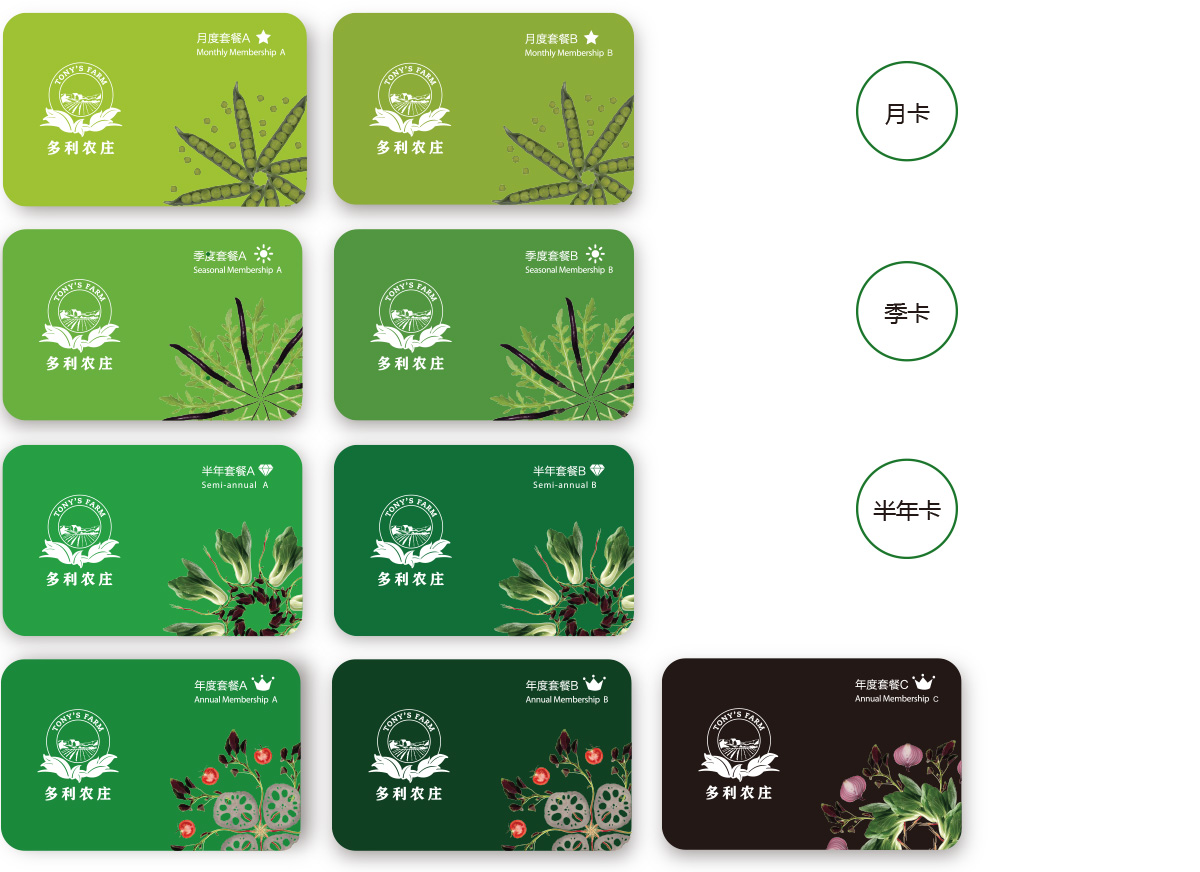 月度套餐A
Monthly Membership A
TONY'S FARM
多利农庄
月度套餐B
Monthly Membership B
TONY'S FARM
多利农庄
月卡
季度套餐A
Seasonal Membership A
TONY'S FARM
多利农庄
季度套餐B
Seasonal Membership B
TONY'S FARM
多利农庄
季卡
半年套餐A
Semi-annual A
TONY'S FARM
多利农庄
半年套餐B
Semi-annual B
TONY'S FARM
多利农庄
半年卡
年度套餐A
Annual Membership A
TONY'S FARM
多利农庄
年度套餐B
Annual Membership B
TONY'S FARM
多利农庄
年度套餐C
Annual Membership C
TONY'S FARM
多利农庄